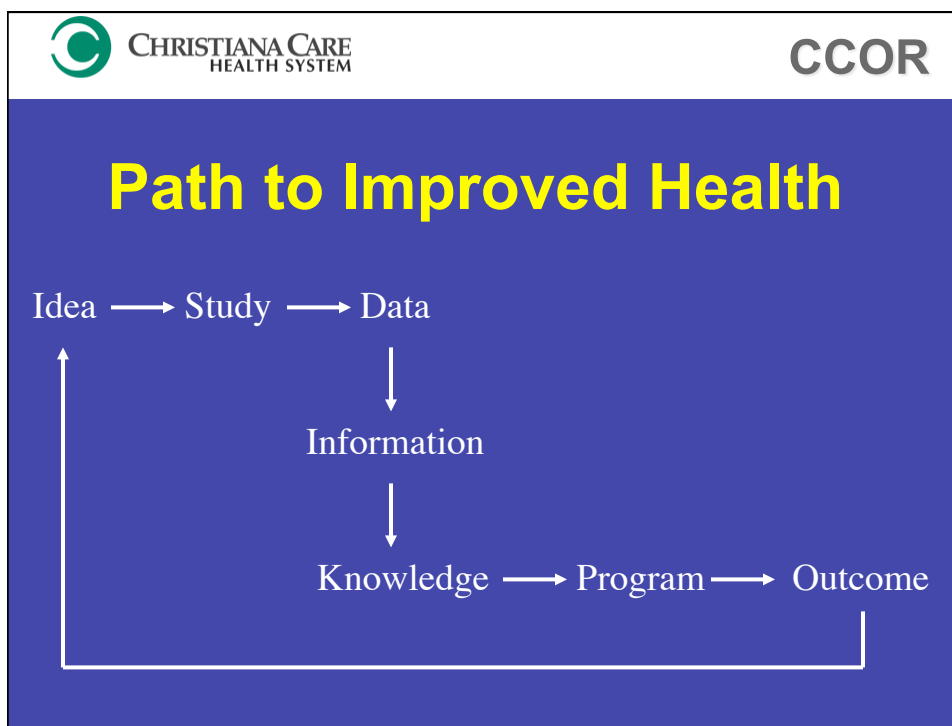 CHRISTIANA CARE
HEALTH SYSTEM
CCOR
Path to Improved Health
Idea Study Data
Information
Knowledge Program Outcome